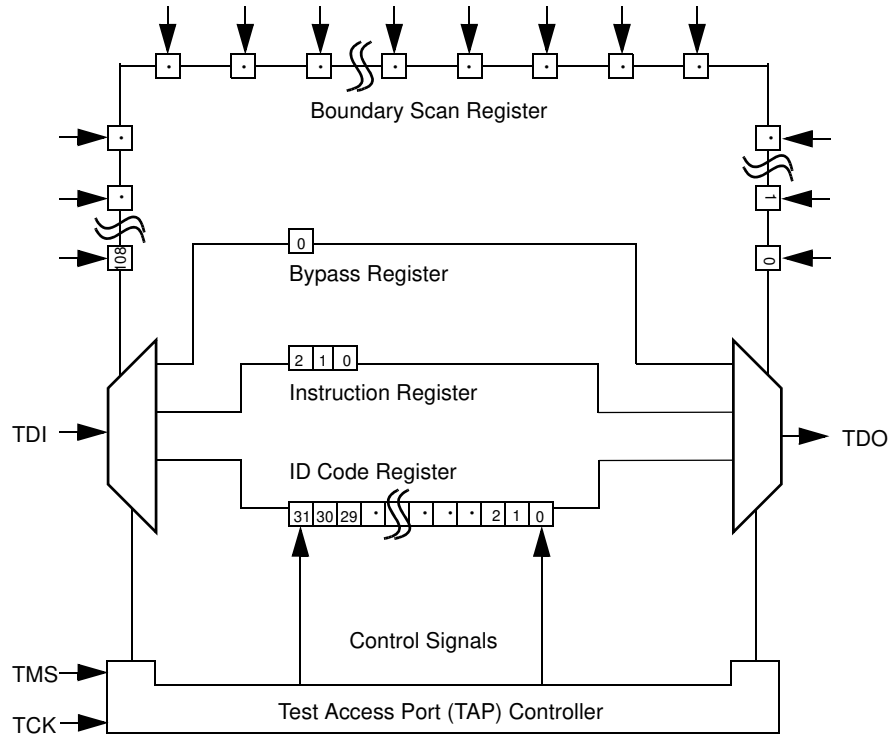 Boundary Scan Register
1
108
0
0
Bypass Register
2 1 0
Instruction Register
TDI
TDO
ID Code Register
31 30 29 · · · · 2 1 0
Control Signals
TMS
Test Access Port (TAP) Controller
TCK